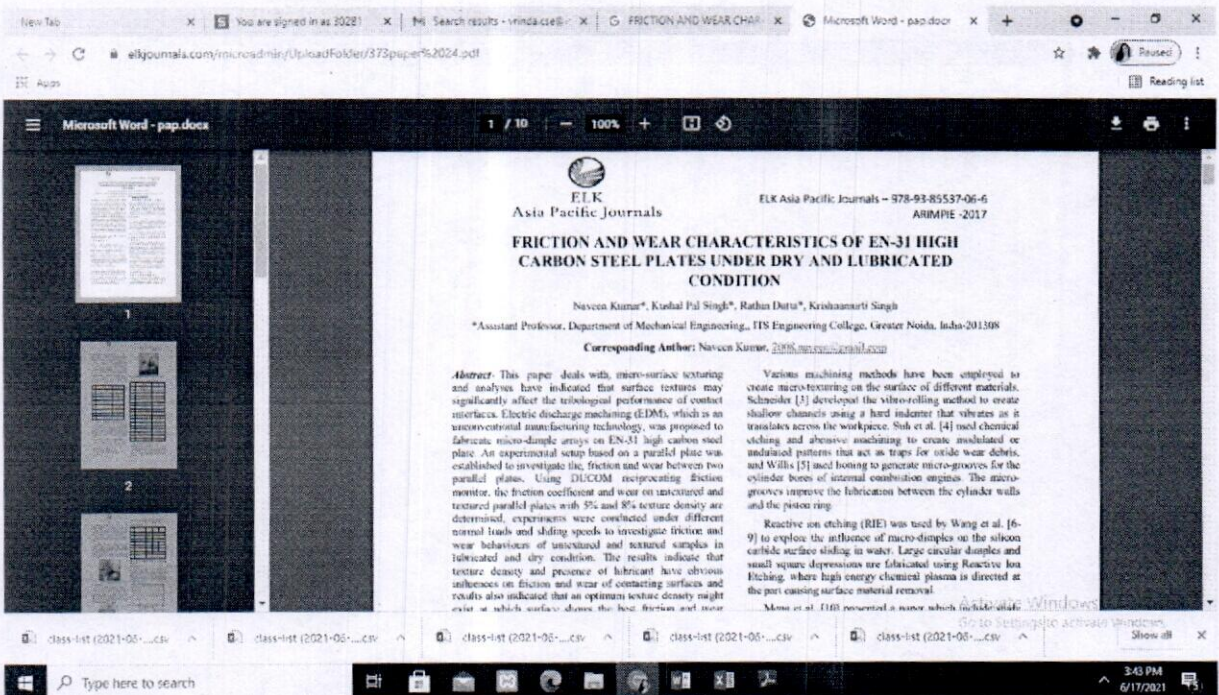 New Tab
You are signed in as 30281
Search results - vrinda.cse@
FRICTION AND WEAR CHAR
Microsoft Word - pap.docx
elkjournals.com/microadmin/UploadFolder/373paper%2024.pdf
Paused
Apps
Reading list
Microsoft Word - pap.docx
1 / 10
100%
ELK
Asia Pacific Journals
ELK Asia Pacific Journals – 978-93-85537-06-6
ARIMPIE -2017
FRICTION AND WEAR CHARACTERISTICS OF EN-31 HIGH
CARBON STEEL PLATES UNDER DRY AND LUBRICATED
CONDITION
Naveen Kumar*, Kushal Pal Singh*, Rathin Datta*, Krishnamurti Singh
*Assistant Professor, Department of Mechanical Engineering,, ITS Engineering College, Greater Noida, India-201308
Corresponding Author: Naveen Kumar,
Abstract- This paper deals with, micro-surface texturing
and analyses have indicated that surface textures may
significantly affect the tribological performance of contact
interfaces. Electric discharge machining (EDM), which is an
unconventional manufacturing technology, was proposed to
fabricate micro-dimple arrays on EN-31 high carbon steel
plate. An experimental setup based on a parallel plate was
established to investigate the, friction and wear between two
parallel plates. Using DUCOM reciprocating friction
monitor, the friction coefficient and wear on untextured and
textured parallel plates with 5% and 8% texture density are
determined, experiments were conducted under different
normal loads and sliding speeds to investigate friction and
wear behaviours of untextured and textured samples in
lubricated and dry condition. The results indicate that
texture density and presence of lubricant have obvious
influences on friction and wear of contacting surfaces and
results also indicated that an optimum texture density might
exist at which surface shows the best friction and wear
Various machining methods have been employed to
create micro-texturing on the surface of different materials.
Schneider [3] developed the vibro-rolling method to create
shallow channels using a hard indenter that vibrates as it
translates across the workpiece. Suh et al. [4] used chemical
etching and abrasive machining to create modulated or
undulated patterns that act as traps for oxide wear debris,
and Willis [5] used honing to generate micro-grooves for the
cylinder bores of internal combustion engines. The micro-
grooves improve the lubrication between the cylinder walls
and the piston ring.
Reactive ion etching (RIE) was used by Wang et al. [6-
9] to explore the influence of micro-dimples on the silicon
carbide surface sliding in water. Large circular dimples and
small square depressions are fabricated using Reactive Ion
Etching, where high energy chemical plasma is directed at
the part causing surface material removal.
et al. [10] presented a paper which include
1
2
Activate Windows
Go to Settings to activate Windows.
class-list (2021-06-....csv
class-list (2021-06-....csv
class-list (2021-06-....csv
class-list (2021-06-....csv
class-list (2021-06-....csv
Show all
Type here to search
3:43 PM
6/17/2021